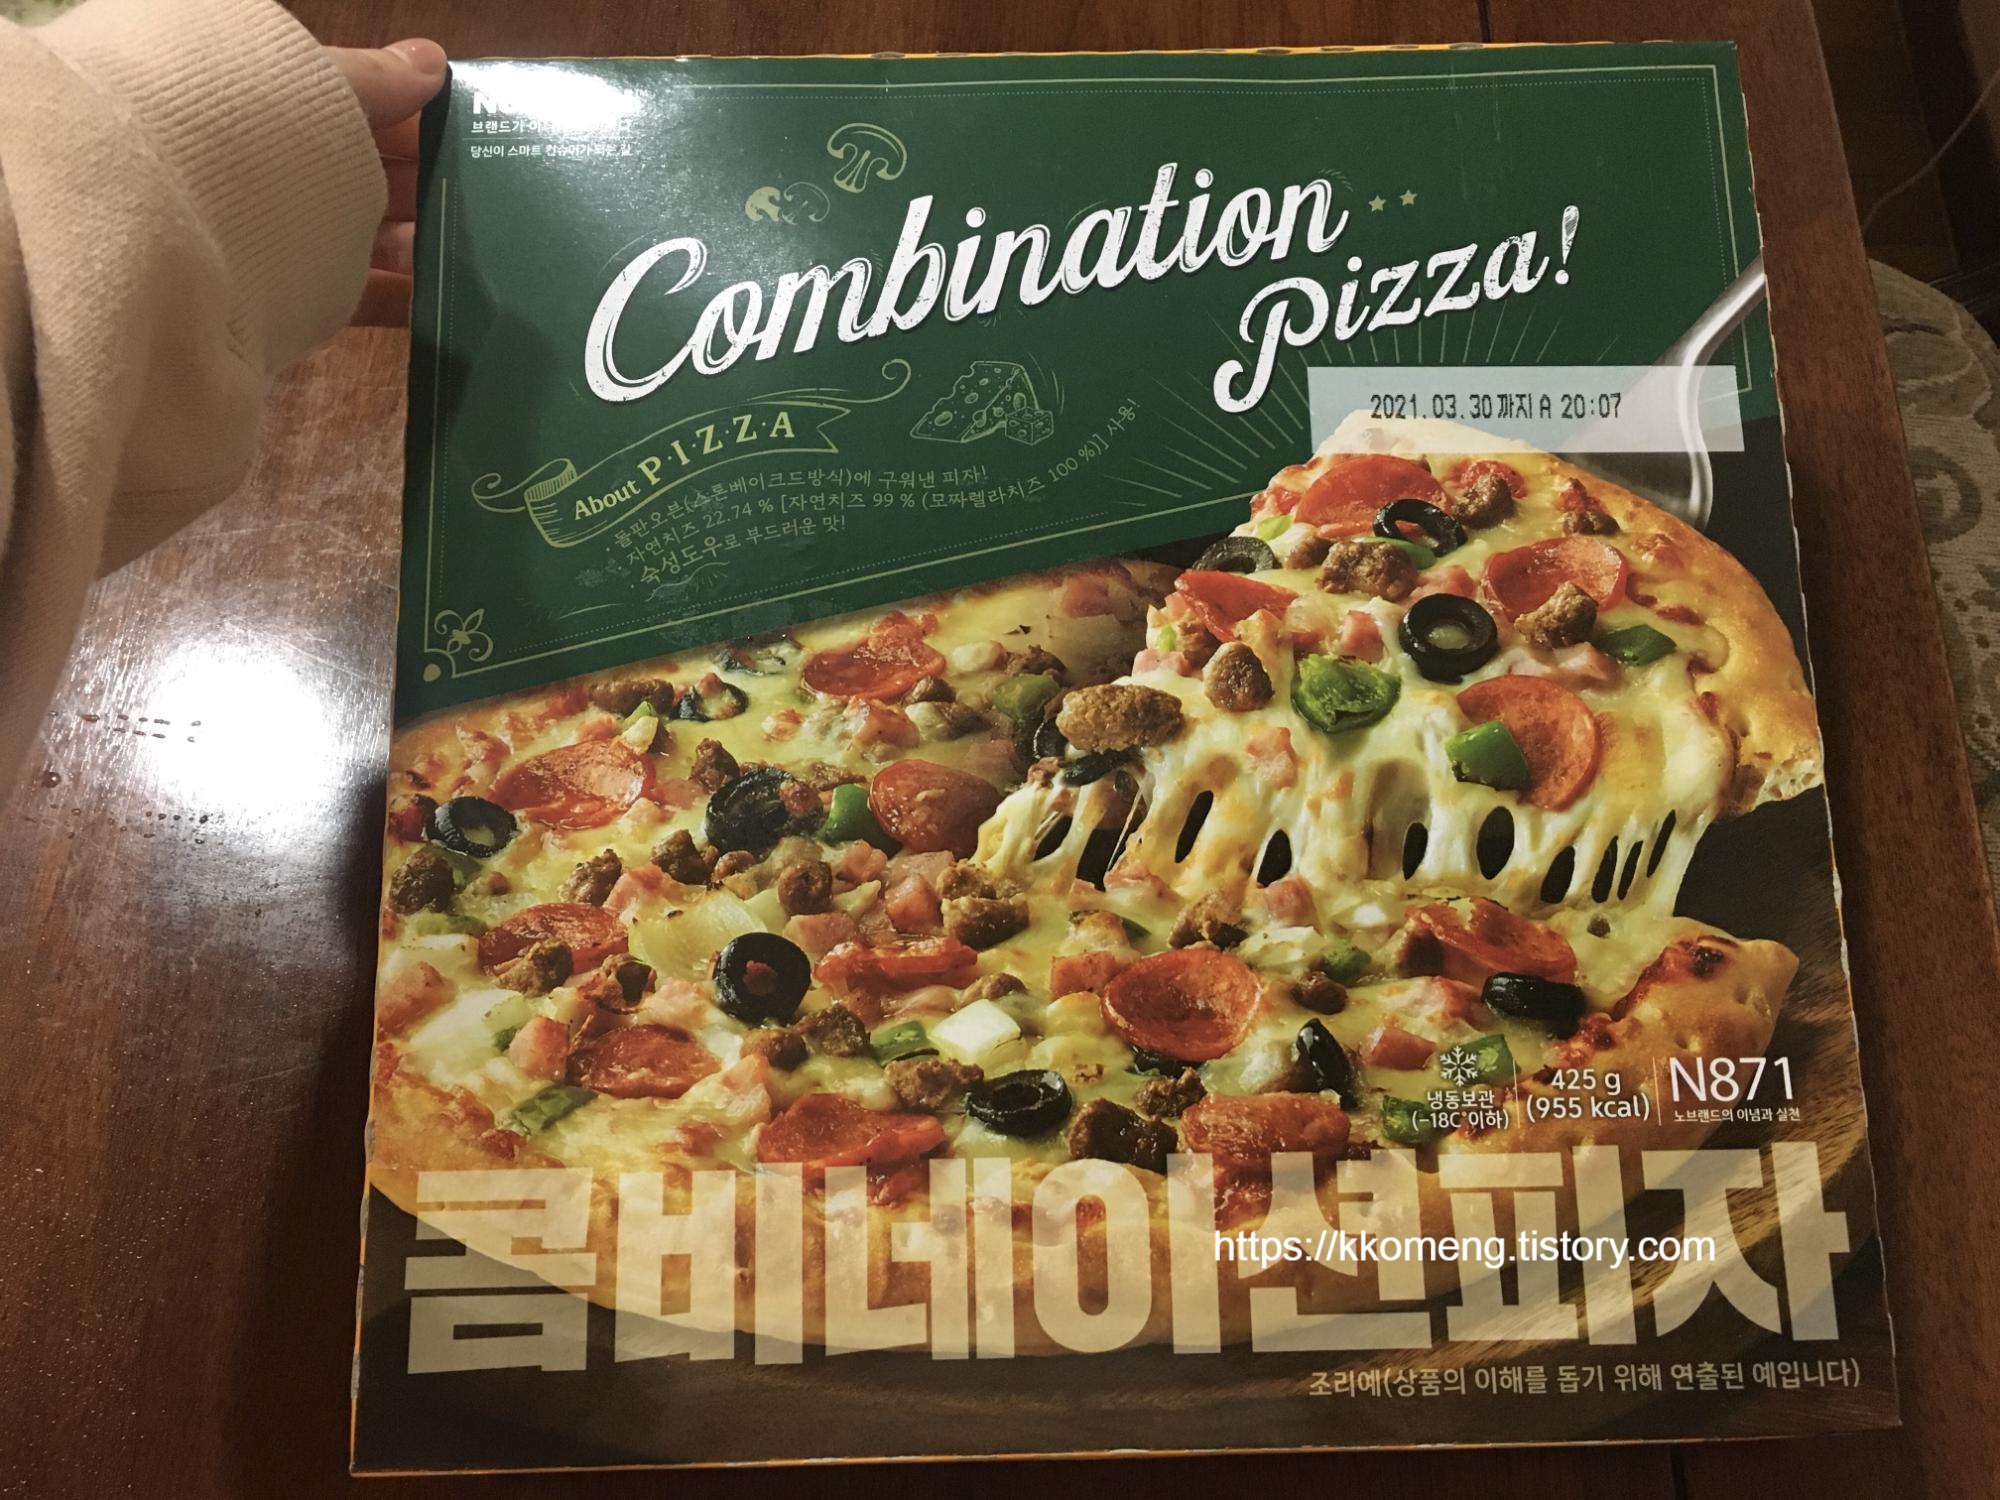 브랜드가
당신이 스마트 컨슈머가 되는 길
Combination
Pizza!
2021.03.30 까지 A 20:07
About P·I·Z·Z·A
· 돌판오븐(스톤베이크드방식)에 구워낸 피자!
· 자연치즈 22.74 % [자연치즈 99 % (모짜렐라치즈 100 %)] 사용!
· 숙성도우로 부드러운 맛!
냉동보관
(-18C°이하)
425 g
(955 kcal)
N871
노브랜드의 이념과 실천
콤비네이션피자
https://kkomeng.tistory.com
조리예(상품의 이해를 돕기 위해 연출된 예입니다)